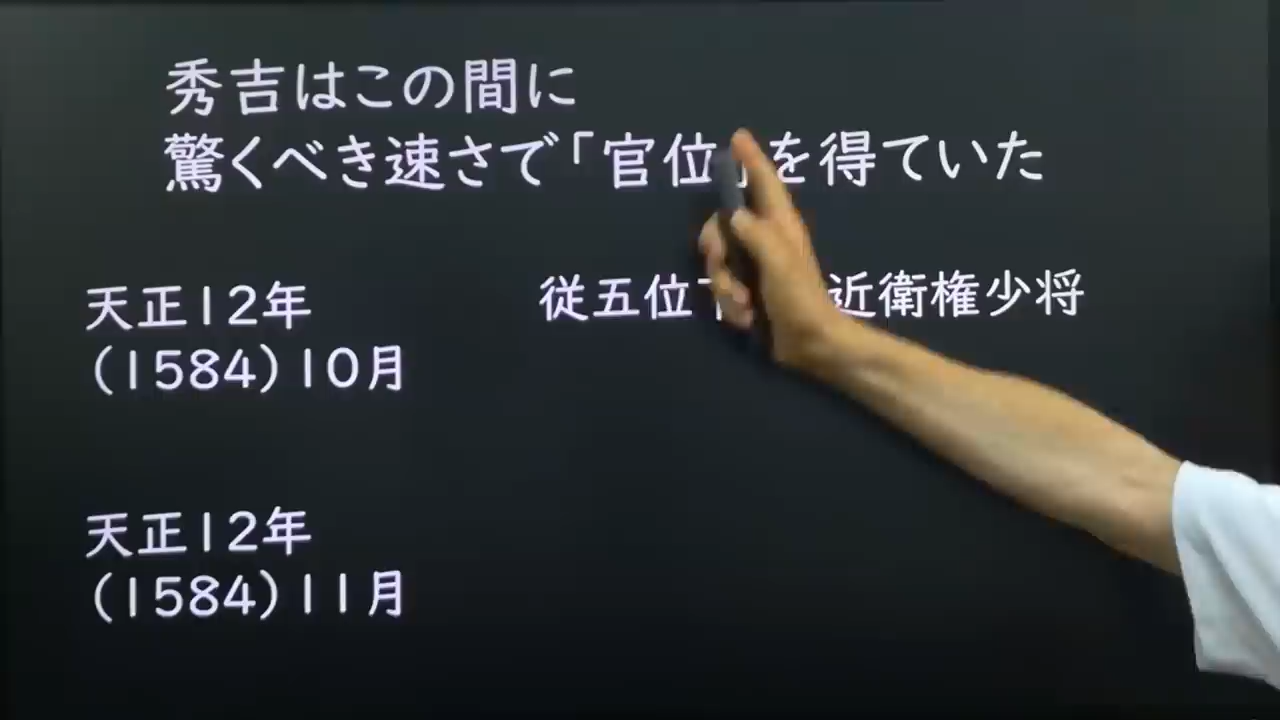 秀吉はこの間に
驚くべき速さで「官位」を得ていた
天正12年
(1584)10月
従五位下 近衛権少将
天正12年
(1584)11月